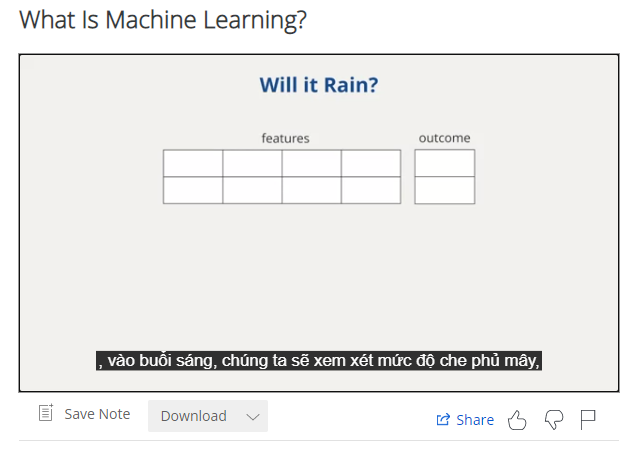 What Is Machine Learning?
Will it Rain?
features outcome
, vào buổi sáng, chúng ta sẽ xem xét mức độ che phủ mây,
Save Note Download Share